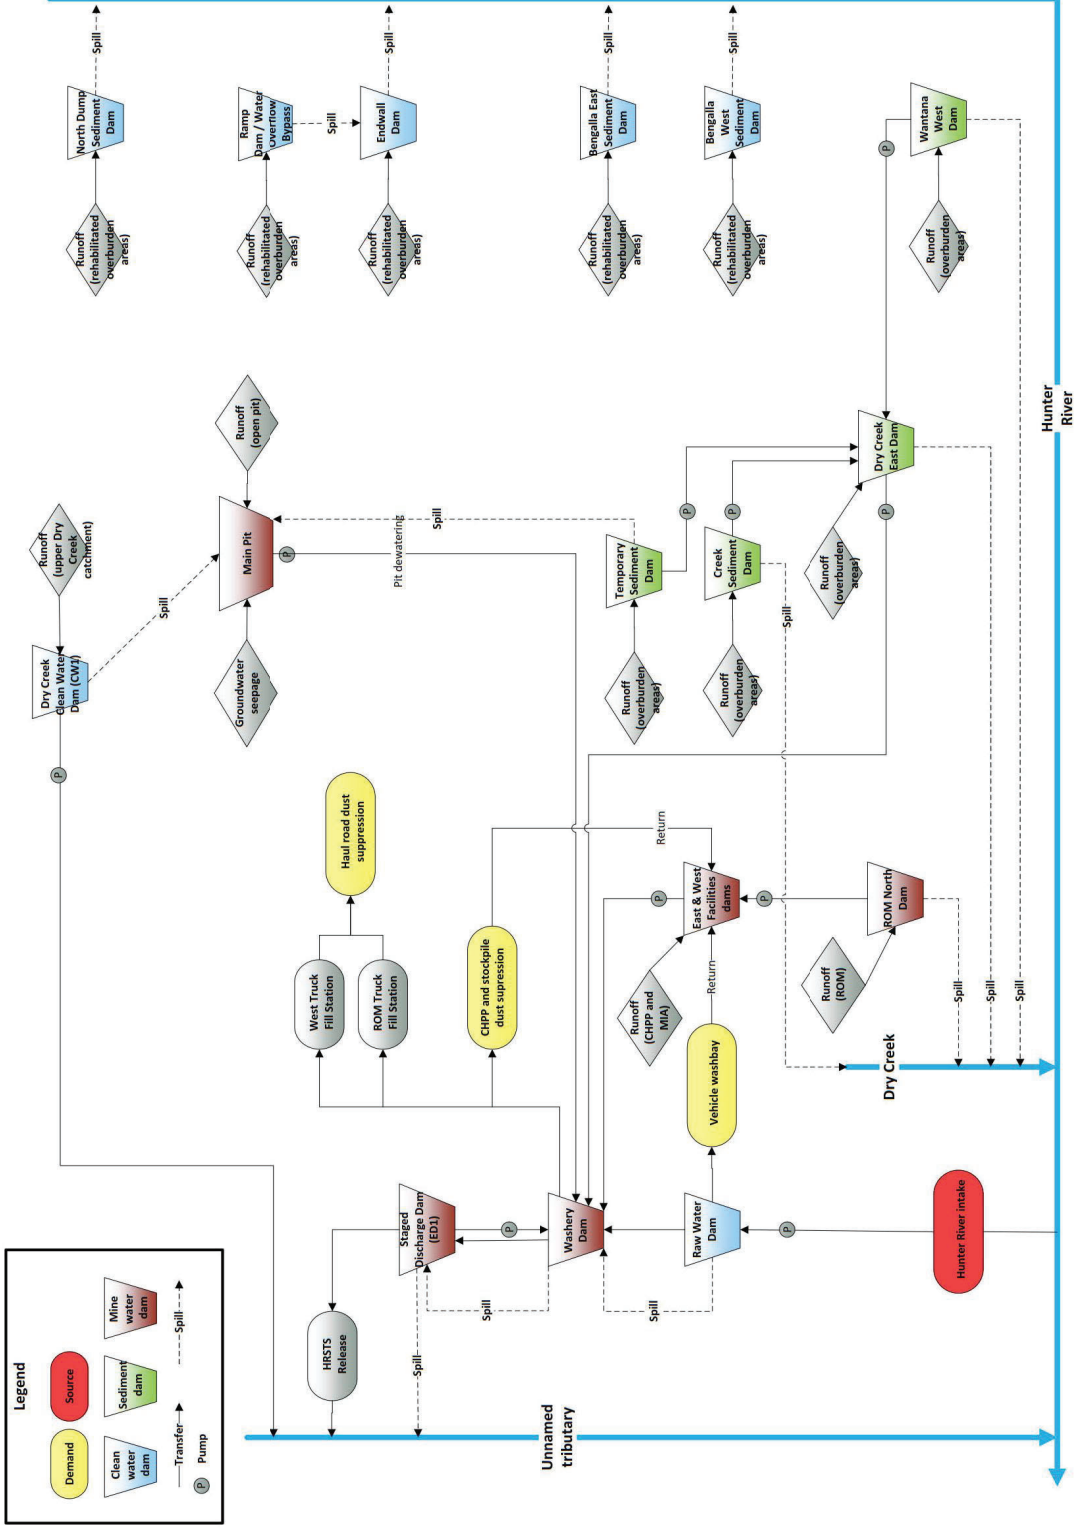 Legend
Demand
Source
Clean
water
dam
Sediment
dam
Mine
water
dam
Transfer
Spill
P
Pump
P
Dry Creek
Clean Water
Dam (CW1)
Runoff
(upper Dry
Creek
catchment)
Spill
Groundwater
seepage
Main Pit
Runoff
(open pit)
P
Pit dewatering
Spill
Runoff
(rehabilitated
overburden
areas)
North Dump
Sediment
Dam
Spill
Runoff
(rehabilitated
overburden
areas)
Ramp
Dam / Water
Overflow
Bypass
Spill
Runoff
(rehabilitated
overburden
areas)
Endwall
Dam
Spill
Runoff
(rehabilitated
overburden
areas)
Bengalla East
Sediment
Dam
Spill
Runoff
(rehabilitated
overburden
areas)
Bengalla
West
Sediment
Dam
Spill
Runoff
(overburden
areas)
Wantana
West
Dam
P
HRSTS
Release
Spill
Staged
Discharge Dam
(ED1)
P
Spill
West Truck
Fill Station
ROM Truck
Fill Station
Haul road dust
suppression
CHPP and stockpile
dust supression
Return
Washery
Dam
Spill
Raw Water
Dam
Vehicle washbay
Return
Runoff
(CHPP and
MIA)
East & West
Facilities
dams
P
P
Runoff
(ROM)
ROM North
Dam
Spill
Runoff
(overburden
areas)
Temporary
Sediment
Dam
P
Runoff
(overburden
areas)
Creek
Sediment
Dam
P
Spill
Runoff
(overburden
areas)
Dry Creek
East Dam
P
Spill
Spill
P
Hunter River intake
Unnamed
tributary
Dry Creek
Hunter
River